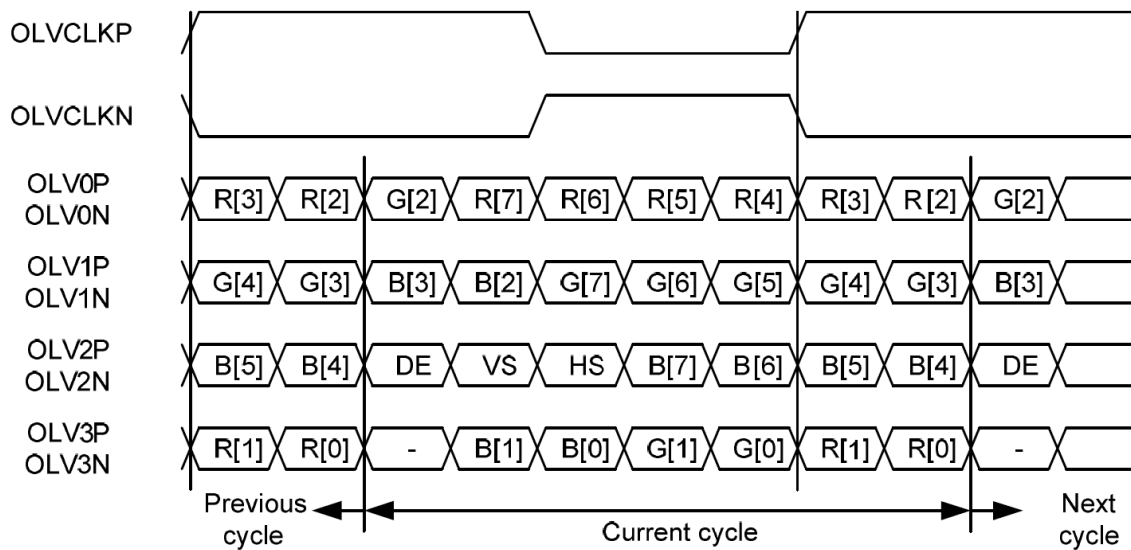 OLVCLKP
OLVCLKN
OLV0P
OLV0N
R[3] R[2] G[2] R[7] R[6] R[5] R[4] R[3] R[2] G[2]
OLV1P
OLV1N
G[4] G[3] B[3] B[2] G[7] G[6] G[5] G[4] G[3] B[3]
OLV2P
OLV2N
B[5] B[4] DE VS HS B[7] B[6] B[5] B[4] DE
OLV3P
OLV3N
R[1] R[0] - B[1] B[0] G[1] G[0] R[1] R[0] -
Previous
cycle
Current cycle
Next
cycle